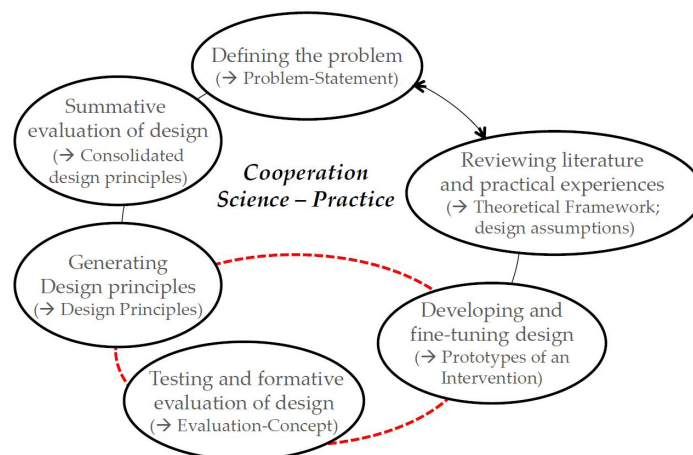 Defining the problem
(→ Problem-Statement)
Summative
evaluation of design
(→ Consolidated
design principles)
Cooperation
Science – Practice
Reviewing literature
and practical experiences
(→ Theoretical Framework;
design assumptions)
Generating
Design principles
(→ Design Principles)
Developing and
fine-tuning design
(→ Prototypes of an
Intervention)
Testing and formative
evaluation of design
(→ Evaluation-Concept)